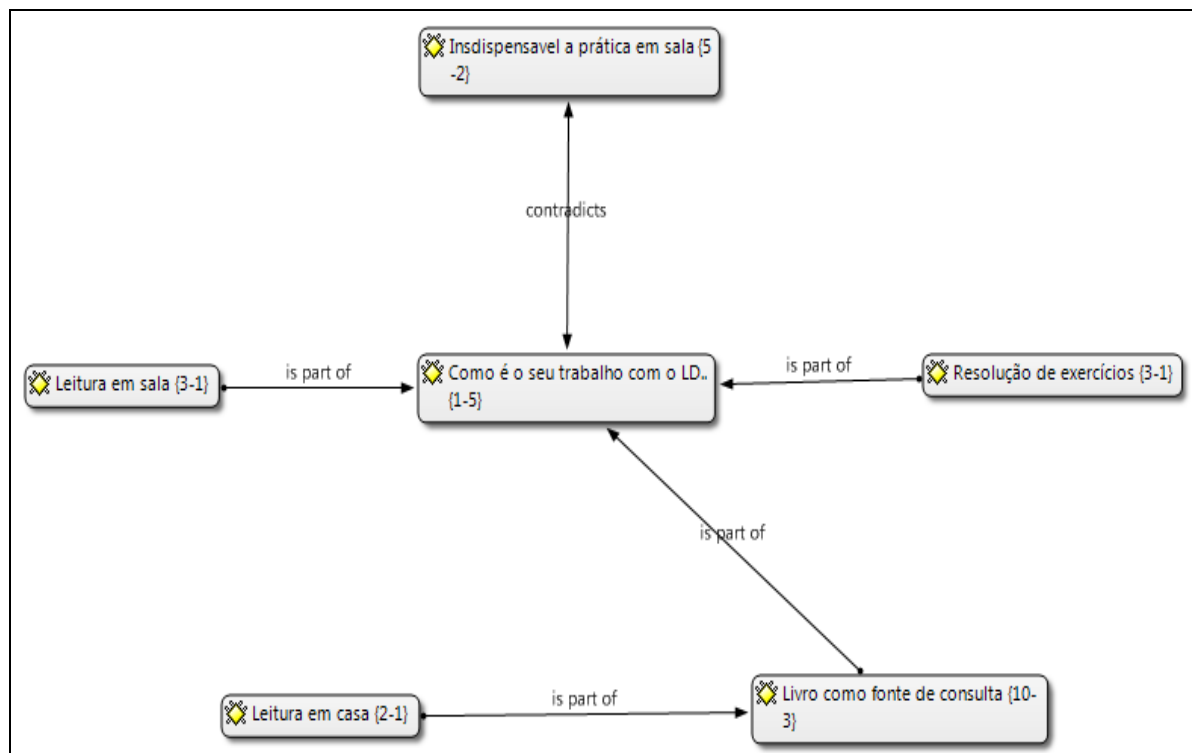 Insdispensavel a prática em sala {5
-2}
contradicts
Leitura em sala {3-1}
is part of
Como é o seu trabalho com o LD..
{1-5}
is part of
Resolução de exercícios {3-1}
is part of
Leitura em casa {2-1}
is part of
Livro como fonte de consulta {10-
3}